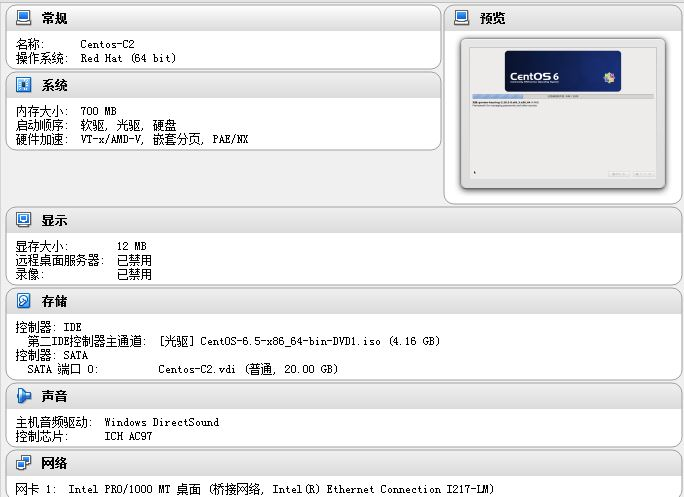 常规
名称: Centos-C2
操作系统: Red Hat (64 bit)
系统
内存大小: 700 MB
启动顺序: 软驱, 光驱, 硬盘
硬件加速: VT-x/AMD-V, 嵌套分页, PAE/NX
预览
CentOS 6
显示
显存大小: 12 MB
远程桌面服务器: 已禁用
录像: 已禁用
存储
控制器: IDE
第二IDE控制器主通道: [光驱] CentOS-6.5-x86_64-bin-DVD1.iso (4.16 GB)
控制器: SATA
SATA 端口 0: Centos-C2.vdi (普通, 20.00 GB)
声音
主机音频驱动: Windows DirectSound
控制芯片: ICH AC97
网络
网卡 1: Intel PRO/1000 MT 桌面 (桥接网络, Intel(R) Ethernet Connection I217-LM)